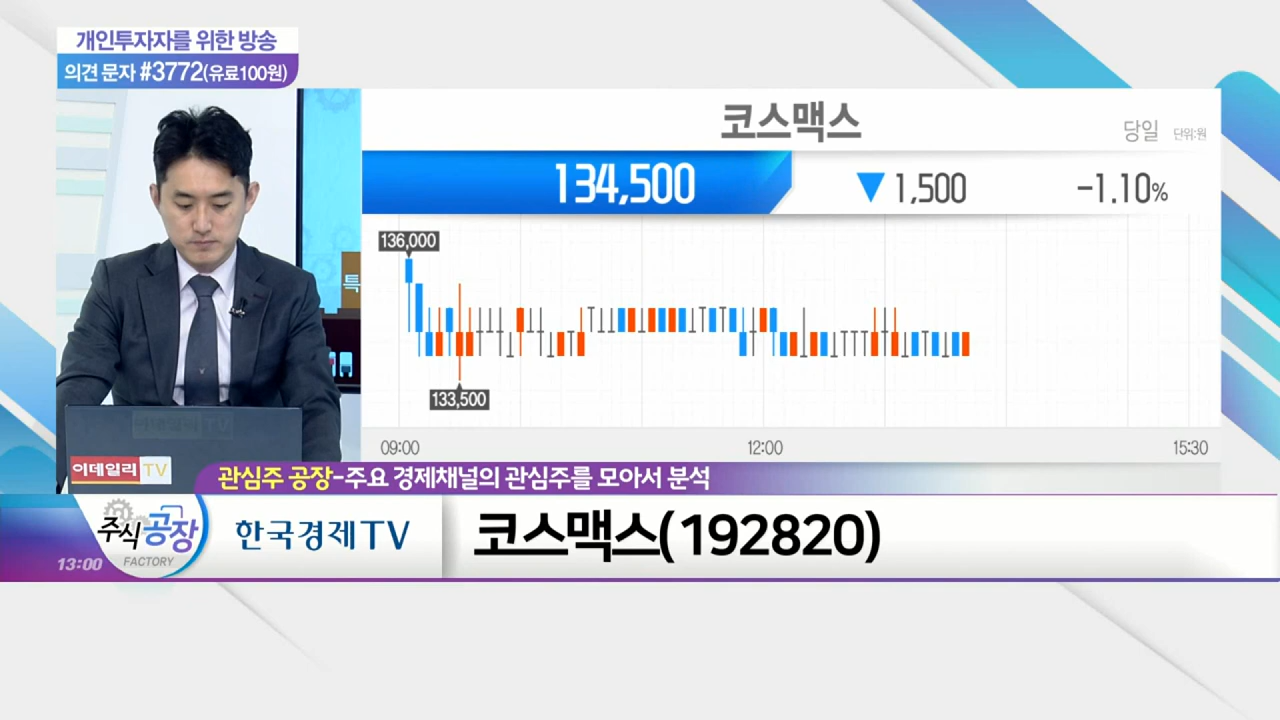 개인투자자를 위한 방송
의견 문자 #3772(유료100원)
코스맥스
당일 단위:원
134,500 ▼ 1,500 -1.10%
136,000
133,500
특
09:00 12:00 15:30
이데일리 TV
관심주 공장-주요 경제채널의 관심주를 모아서 분석
주식공장
FACTORY
13:00
한국경제TV
코스맥스(192820)